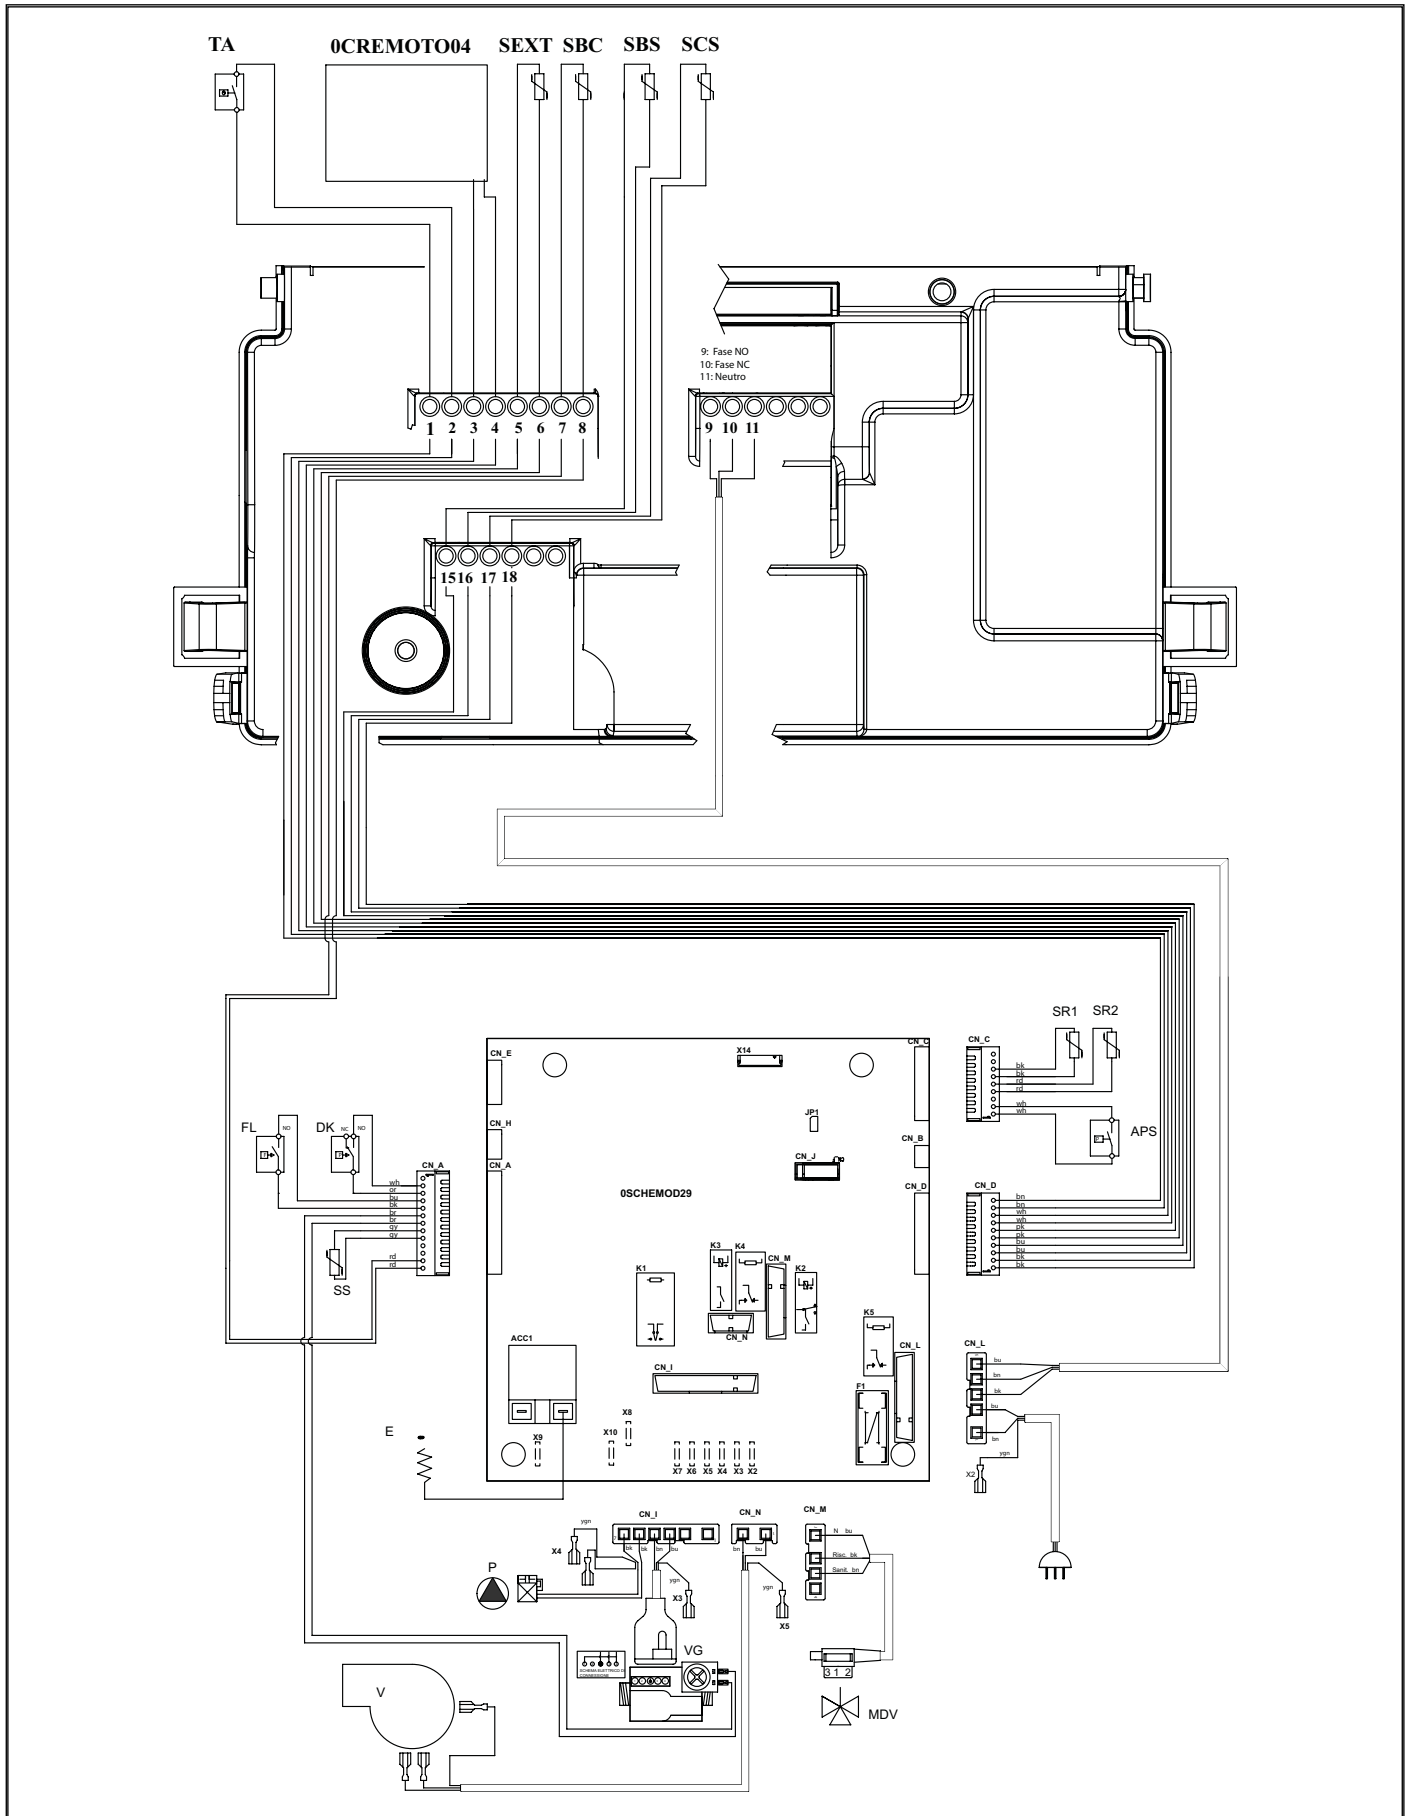 TA 0CREMOTO04 SEXT SBC SBS SCS
9: Fase NO
10: Fase NC
11: Neutro
1 2 3 4 5 6 7 8
9 10 11
15 16 17 18
SR1 SR2
CN_C
bk
bk
rd
rd
wh
wh
APS
CN_E
X14
CN_C
JP1
CN_H
CN_B
CN_J
CN_A
CN_D
0SCHEMOD29
FL NO
DK NC NO
CN_A
wh
or
bu
bk
br
br
gy
gy
rd
rd
SS
CN_D
bn
bn
wh
wh
pk
pk
bu
bu
bk
bk
K3 K4 CN_M K2
K1
CN_N
K5
ACC1
CN_L
CN_I
F1
X8
X9 X10
X7 X6 X5 X4 X3 X2
E
CN_L
bu
bn
bk
bu
bn
ygn
X2
CN_I
CN_N
CN_M
ygn
bk bk bn bu
bn bu
N bu
Risc. bk
Sanit. bn
X4
P
ygn
X3
ygn
X5
VG
SCHEMA ELETTRICO DI
CONNESSIONE
3 1 2
V
MDV